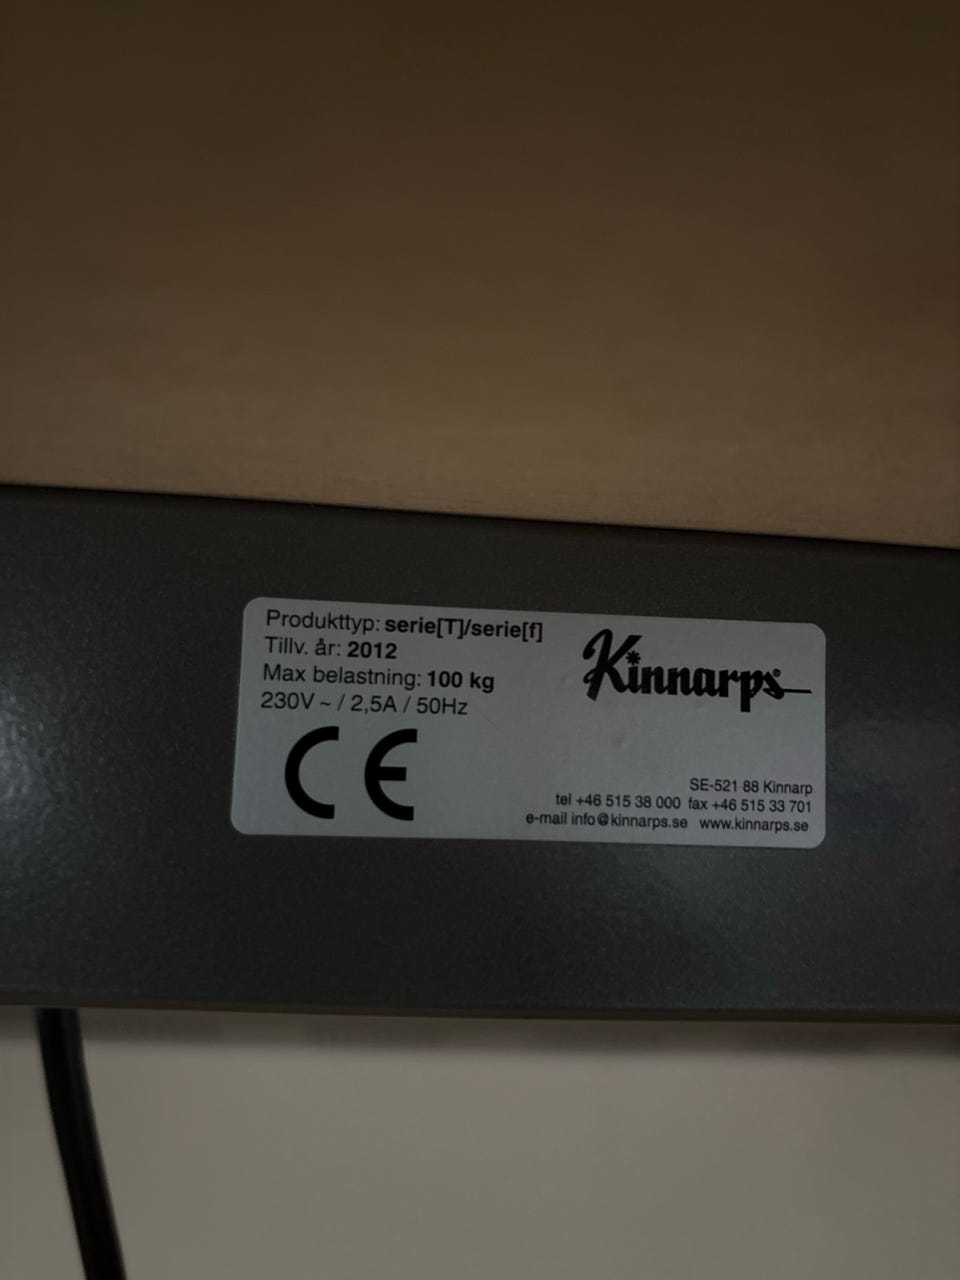 Produkttyp: serie[T]/serie[f]
Tillv. år: 2012
Max belastning: 100 kg
230V ~ / 2,5A / 50Hz
CE
Kinnarps
SE-521 88 Kinnarp
tel +46 515 38 000 fax +46 515 33 701
e-mail info@kinnarps.se www.kinnarps.se